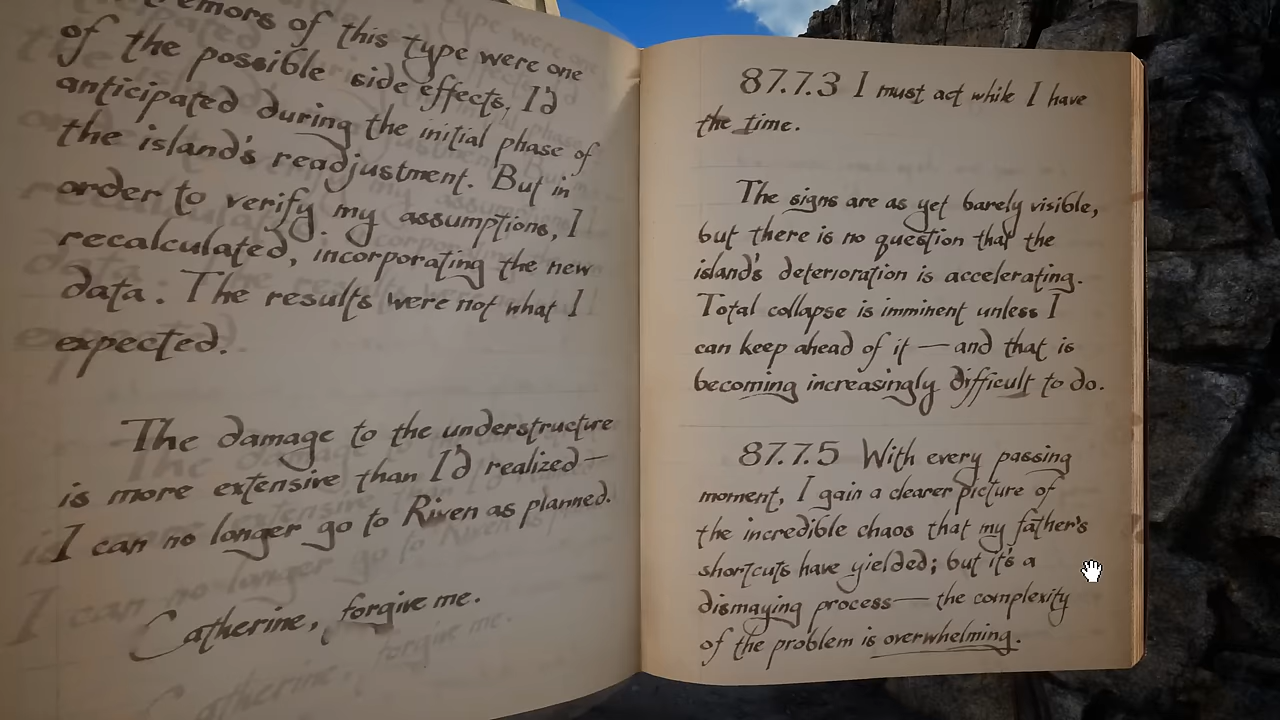 tremors of this type were one
of the possible side effects, I'd
anticipated during the initial phase of
the island's readjustment. But in
order to verify my assumptions, I
recalculated, incorporating the new
data. The results were not what I
expected.
The damage to the understructure
is more extensive than I'd realized —
I can no longer go to Riven as planned.
Catherine, forgive me.
87.7.3 I must act while I have
the time.
The signs are as yet barely visible,
but there is no question that the
island's deterioration is accelerating.
Total collapse is imminent unless I
can keep ahead of it — and that is
becoming increasingly difficult to do.
87.7.5 With every passing
moment, I gain a clearer picture of
the incredible chaos that my father's
shortcuts have yielded; but it's a
dismaying process — the complexity
of the problem is overwhelming.